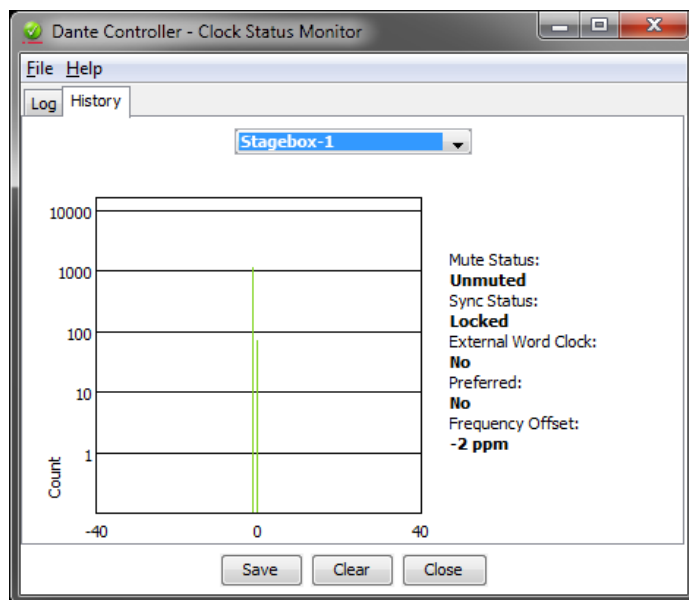 Dante Controller - Clock Status Monitor
File Help
Log History
Stagebox-1
10000
1000
100
10
1
Count
-40 0 40
Mute Status:
Unmuted
Sync Status:
Locked
External Word Clock:
No
Preferred:
No
Frequency Offset:
-2 ppm
Save Clear Close